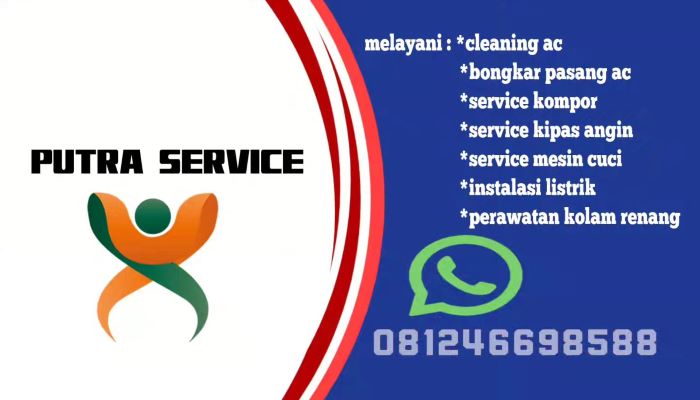 PUTRA SERVICE
melayani : *cleaning ac
*bongkar pasang ac
*service kompor
*service kipas angin
*service mesin cuci
*instalasi listrik
*perawatan kolam renang
081246698588